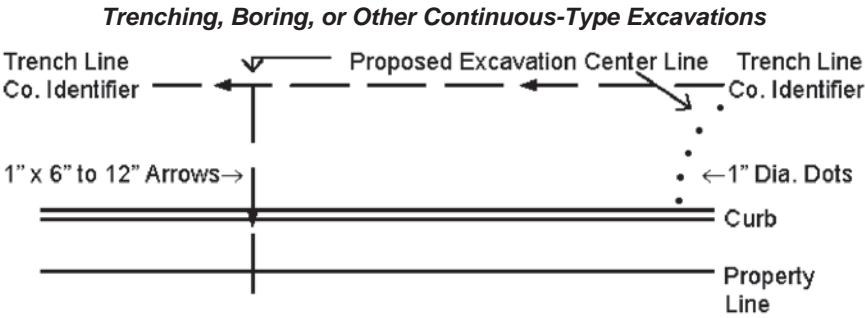 Trenching, Boring, or Other Continuous-Type Excavations
Trench Line
Co. Identifier
Proposed Excavation Center Line
Trench Line
Co. Identifier
1” x 6” to 12” Arrows→
←1” Dia. Dots
Curb
Property
Line